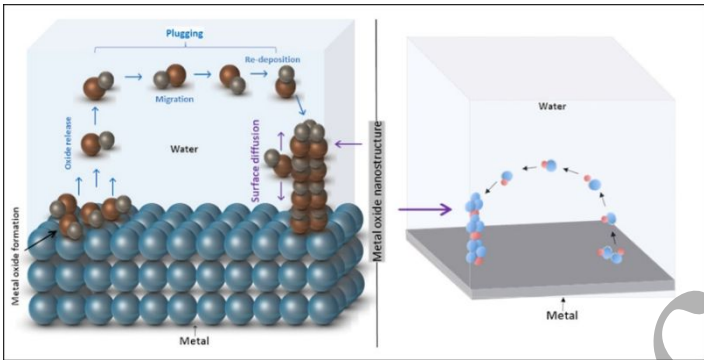 Plugging
Re-deposition
Migration
Oxide release
Water
Surface diffusion
Metal oxide formation
Metal
Metal oxide nanostructure
Water
Metal